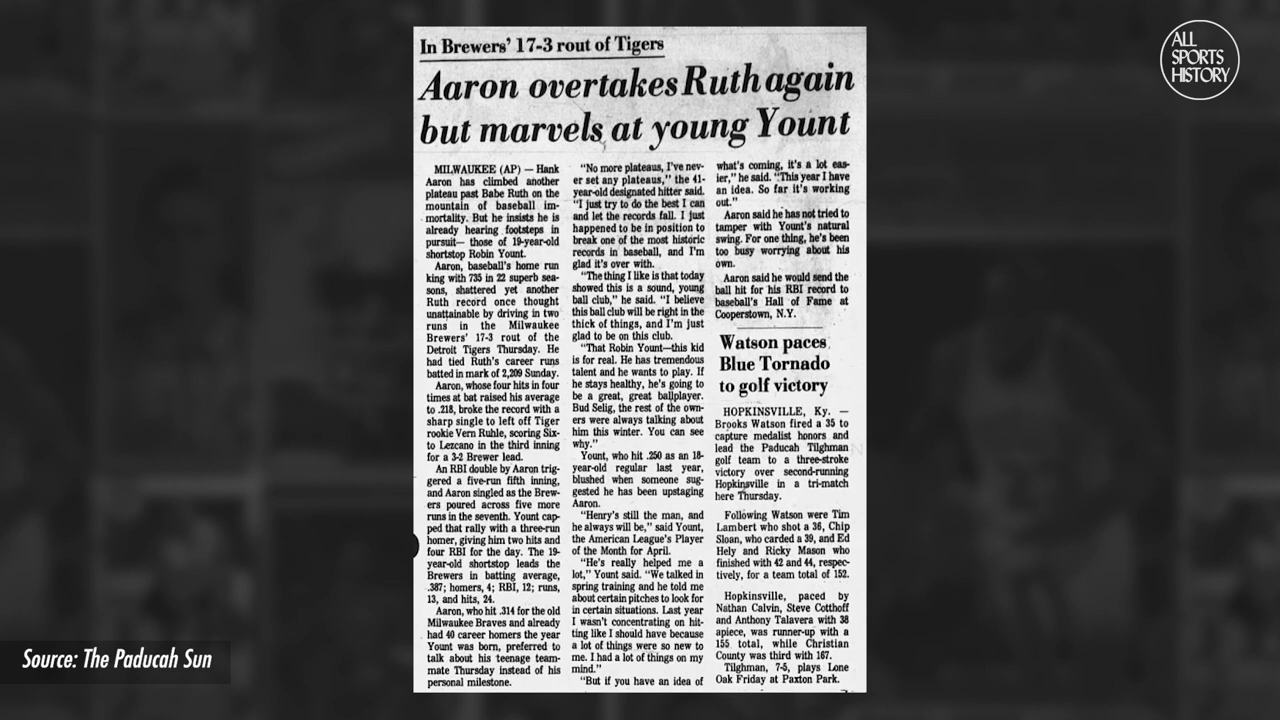 In Brewers' 17-3 rout of Tigers
Aaron overtakes Ruth again
but marvels at young Yount
MILWAUKEE (AP) — Hank
Aaron has climbed another
plateau past Babe Ruth on the
mountain of baseball im-
mortality. But he insists he is
already hearing footsteps in
pursuit— those of 19-year-old
shortstop Robin Yount.
Aaron, baseball's home run
king with 735 in 22 superb sea-
sons, shattered yet another
Ruth record once thought
unattainable by driving in two
runs in the Milwaukee
Brewers' 17-3 rout of the
Detroit Tigers Thursday. He
had tied Ruth's career runs
batted in mark of 2,209 Sunday.
Aaron, whose four hits in four
times at bat raised his average
to .218, broke the record with a
sharp single to left off Tiger
rookie Vern Ruhle, scoring Six-
to Lezcano in the third inning
for a 3-2 Brewer lead.
An RBI double by Aaron trig-
gered a five-run fifth inning,
and Aaron singled as the Brew-
ers poured across five more
runs in the seventh. Yount cap-
ped that rally with a three-run
homer, giving him two hits and
four RBI for the day. The 19-
year-old shortstop leads the
Brewers in batting average,
.387; homers, 4; RBI, 12; runs,
13, and hits, 24.
Aaron, who hit .314 for the old
Milwaukee Braves and already
had 40 career homers the year
Yount was born, preferred to
talk about his teenage team-
mate Thursday instead of his
personal milestone.
"No more plateaus, I've nev-
er set any plateaus," the 41-
year-old designated hitter said.
"I just try to do the best I can
and let the records fall. I just
happened to be in position to
break one of the most historic
records in baseball, and I'm
glad it's over with.
"The thing I like is that today
showed this is a sound, young
ball club," he said. "I believe
this ball club will be right in the
thick of things, and I'm just
glad to be on this club.
"That Robin Yount—this kid
is for real. He has tremendous
talent and he wants to play. If
he stays healthy, he's going to
be a great, great ballplayer.
Bud Selig, the rest of the own-
ers were always talking about
him this winter. You can see
why."
Yount, who hit .250 as an 18-
year-old regular last year,
blushed when someone sug-
gested he has been upstaging
Aaron.
"Henry's still the man, and
he always will be," said Yount,
the American League's Player
of the Month for April.
"He's really helped me a
lot," Yount said. "We talked in
spring training and he told me
about certain pitches to look for
in certain situations. Last year
I wasn't concentrating on hit-
ting like I should have because
a lot of things were so new to
me. I had a lot of things on my
mind."
"But if you have an idea of
what's coming, it's a lot eas-
ier," he said. "This year I have
an idea. So far it's working
out."
Aaron said he has not tried to
tamper with Yount's natural
swing. For one thing, he's been
too busy worrying about his
own.
Aaron said he would send the
ball hit for his RBI record to
baseball's Hall of Fame at
Cooperstown, N.Y.
Watson paces
Blue Tornado
to golf victory
HOPKINSVILLE, Ky. —
Brooks Watson fired a 35 to
capture medalist honors and
lead the Paducah Tilghman
golf team to a three-stroke
victory over second-running
Hopkinsville in a tri-match
here Thursday.
Following Watson were Tim
Lambert who shot a 36, Chip
Sloan, who carded a 39, and Ed
Hely and Ricky Mason who
finished with 42 and 44, respec-
tively, for a team total of 152.
Hopkinsville, paced by
Nathan Calvin, Steve Cotthoff
and Anthony Talavera with 38
apiece, was runner-up with a
155 total, while Christian
County was third with 167.
Tilghman, 7-5, plays Lone
Oak Friday at Paxton Park.
ALL
SPORTS
HISTORY
Source: The Paducah Sun